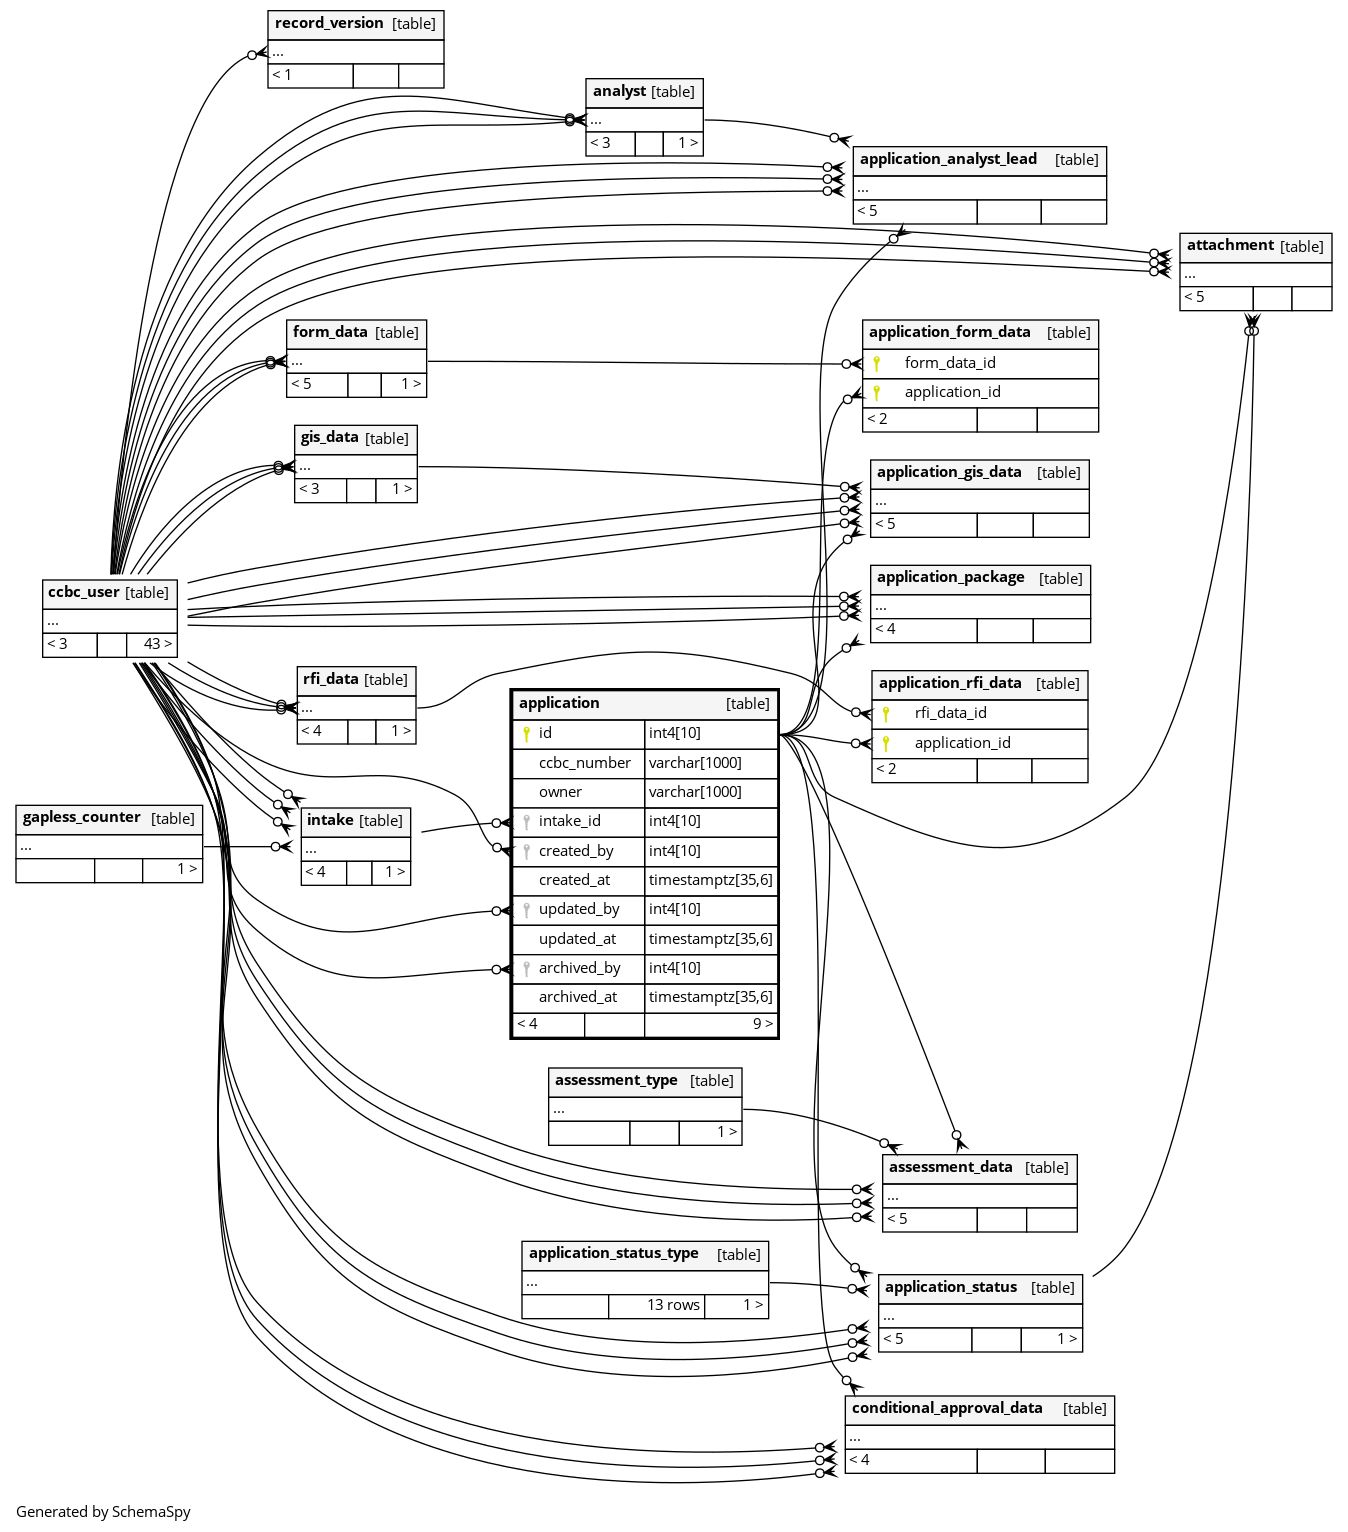 record_version [table]
...
< 1
analyst [table]
...
< 3 1 >
application_analyst_lead [table]
...
< 5
attachment [table]
...
< 5
form_data [table]
...
< 5 1 >
application_form_data [table]
form_data_id
application_id
< 2
gis_data [table]
...
< 3 1 >
application_gis_data [table]
...
< 5
ccbc_user [table]
...
< 3 43 >
application_package [table]
...
< 4
rfi_data [table]
...
< 4 1 >
application_rfi_data [table]
rfi_data_id
application_id
< 2
application [table]
id int4[10]
ccbc_number varchar[1000]
owner varchar[1000]
intake_id int4[10]
created_by int4[10]
created_at timestamptz[35,6]
updated_by int4[10]
updated_at timestamptz[35,6]
archived_by int4[10]
archived_at timestamptz[35,6]
< 4 9 >
gapless_counter [table]
...
1 >
intake [table]
...
< 4 1 >
assessment_type [table]
...
1 >
assessment_data [table]
...
< 5
application_status_type [table]
...
13 rows 1 >
application_status [table]
...
< 5 1 >
conditional_approval_data [table]
...
< 4
Generated by SchemaSpy